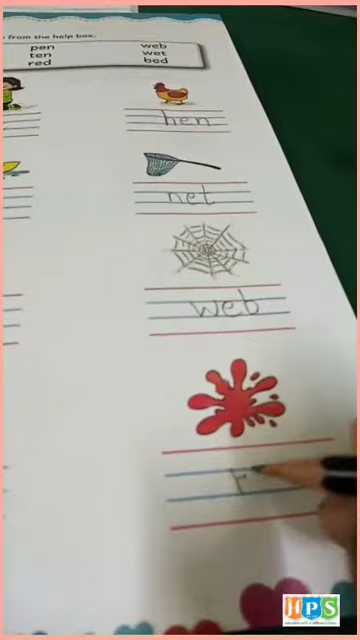 from the help box.
pen web
ten wet
red bed
hen
net
web
r
HPS